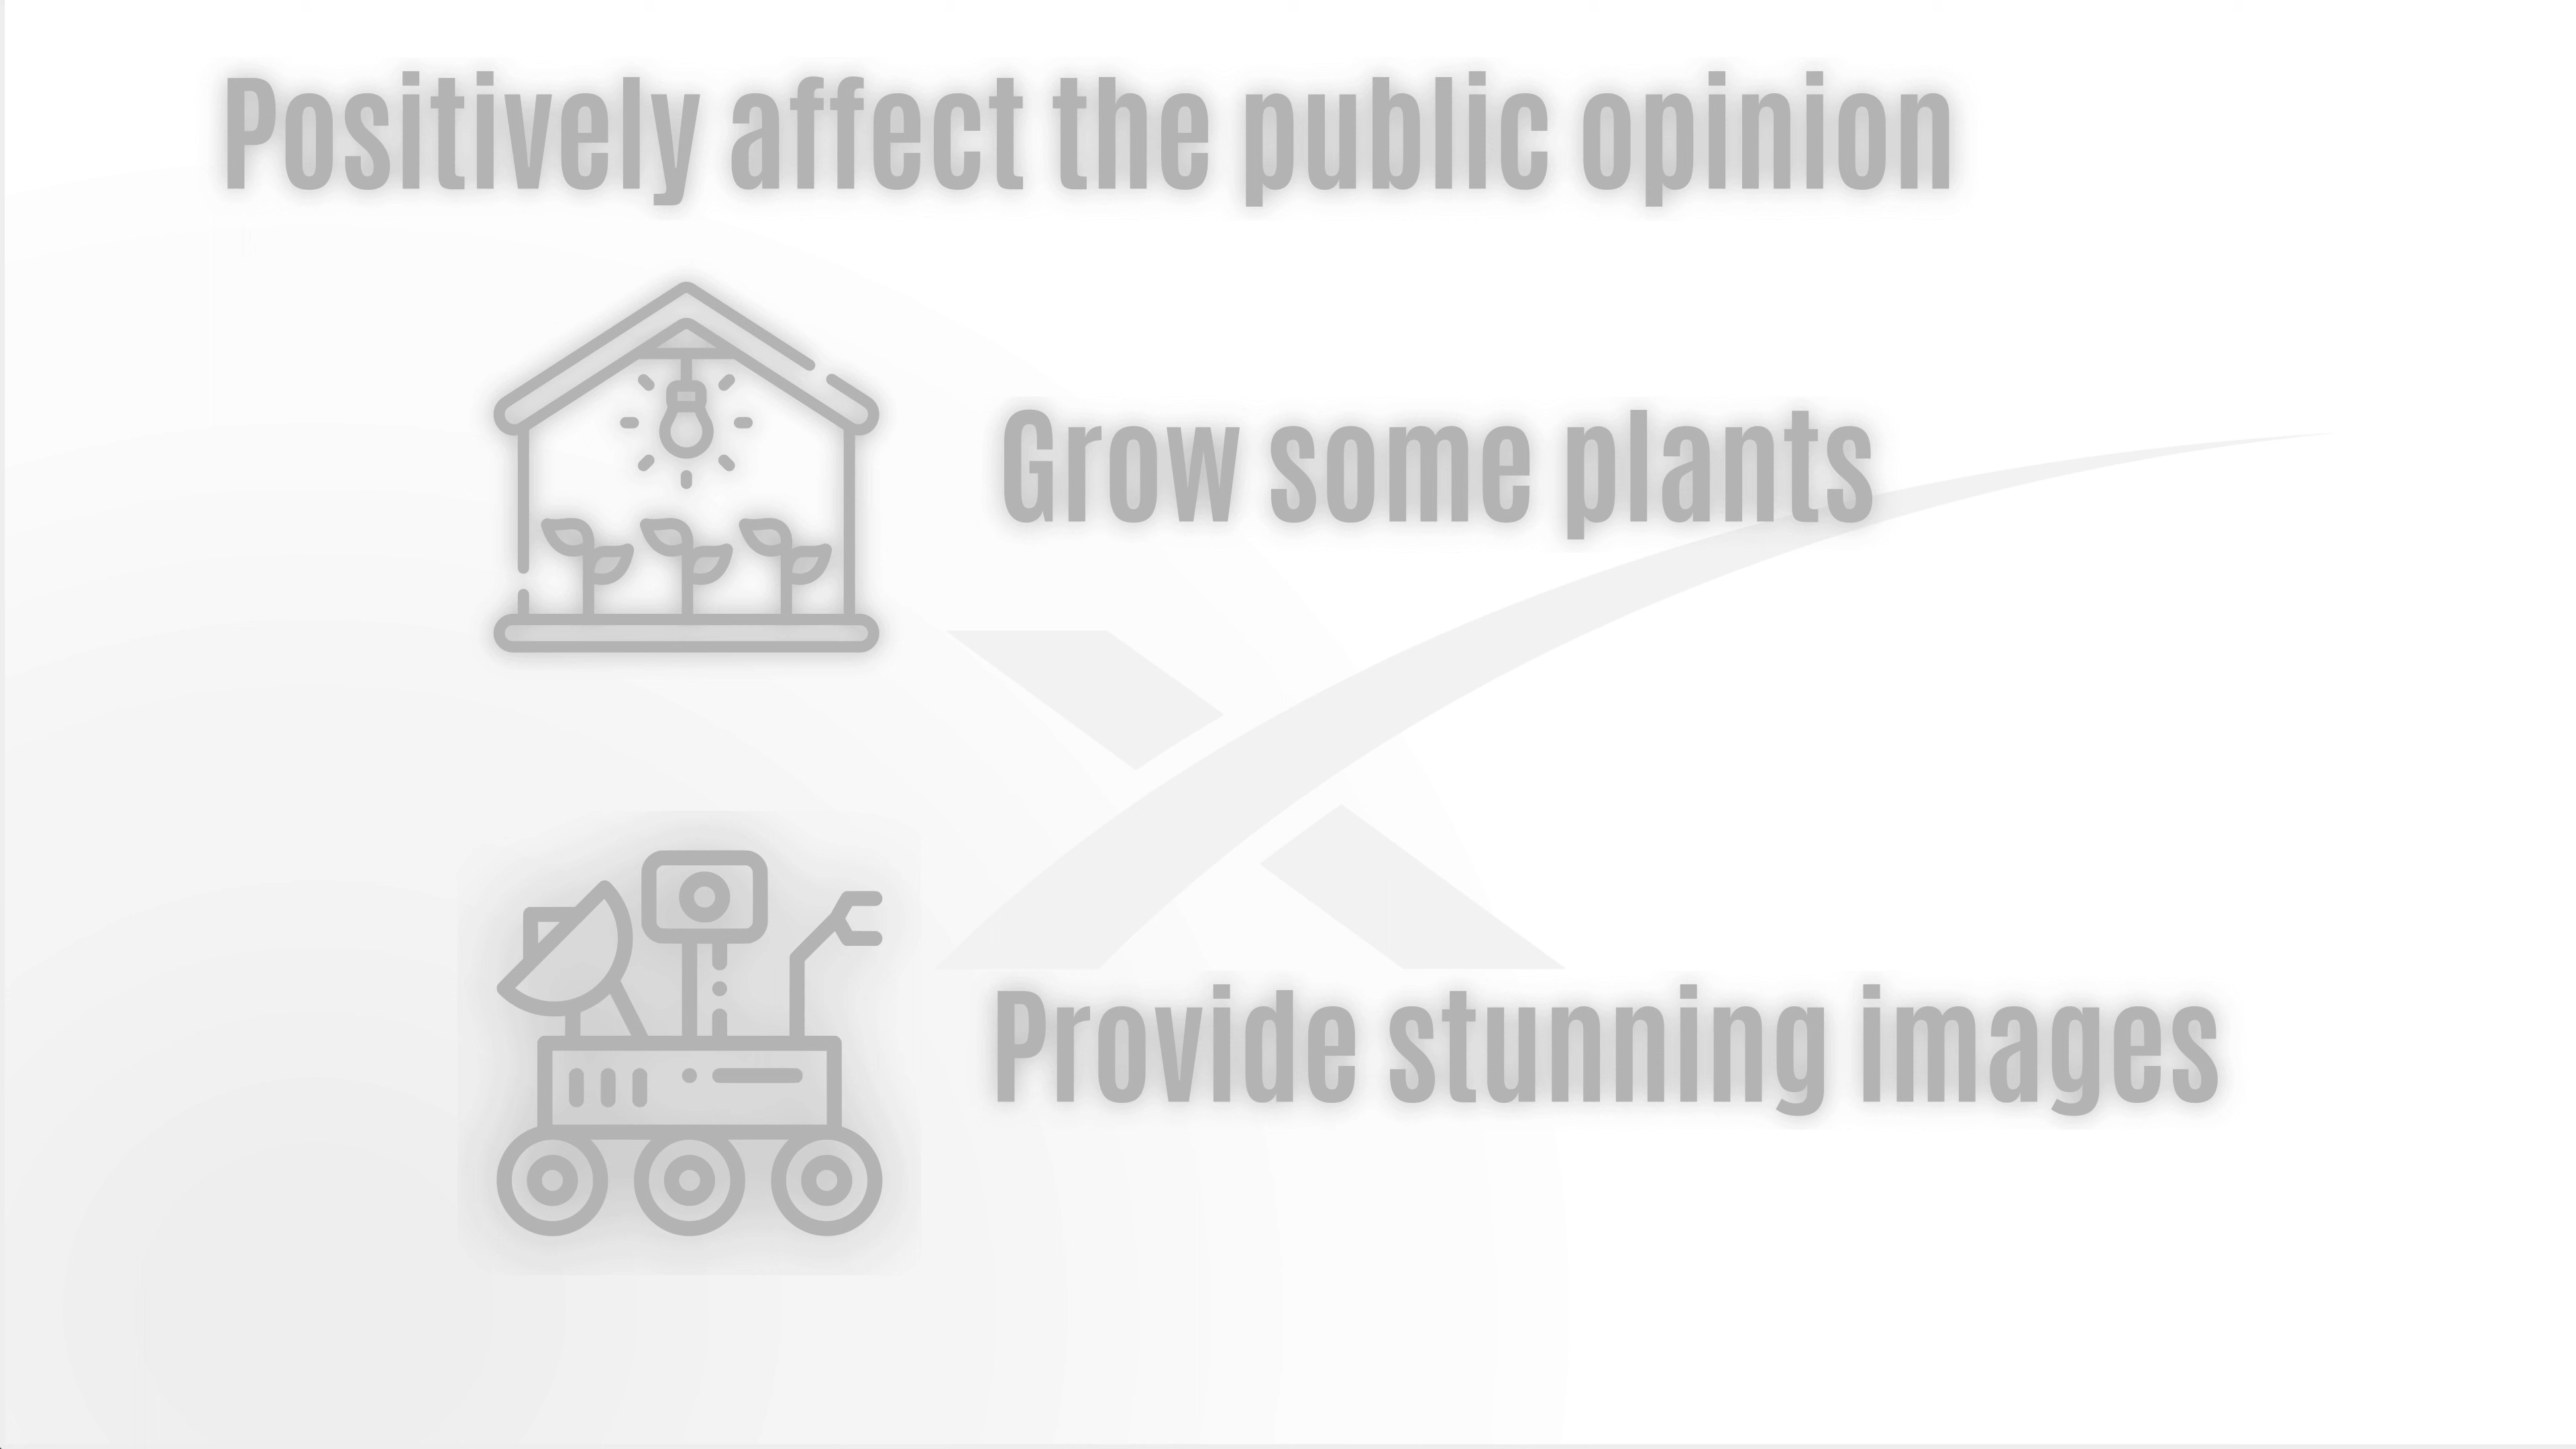 Positively affect the public opinion
Grow some plants
Provide stunning images